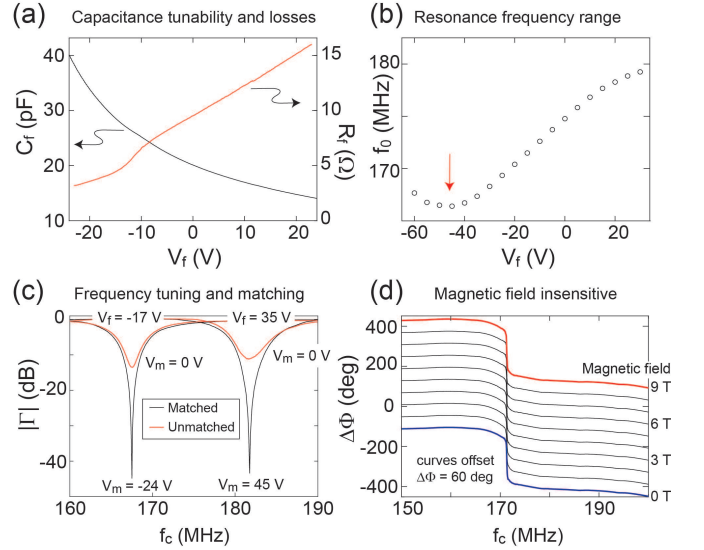 (a) Capacitance tunability and losses
40
30
20
10
C_f (pF)
15
10
5
0
R_f (Ω)
-20 -10 0 10 20
V_f (V)
(b) Resonance frequency range
180
170
f_0 (MHz)
-60 -40 -20 0 20
V_f (V)
(c) Frequency tuning and matching
0
-20
-40
|Γ| (dB)
V_f = -17 V V_f = 35 V
V_m = 0 V V_m = 0 V
Matched
Unmatched
V_m = -24 V V_m = 45 V
160 170 180 190
f_c (MHz)
(d) Magnetic field insensitive
400
200
0
-200
-400
ΔΦ (deg)
Magnetic field
9 T
6 T
3 T
0 T
curves offset
ΔΦ = 60 deg
150 170 190
f_c (MHz)